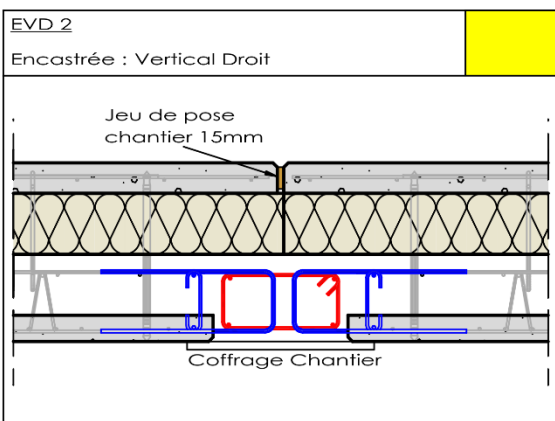 EVD 2
Encastrée : Vertical Droit
Jeu de pose
chantier 15mm
Coffrage Chantier